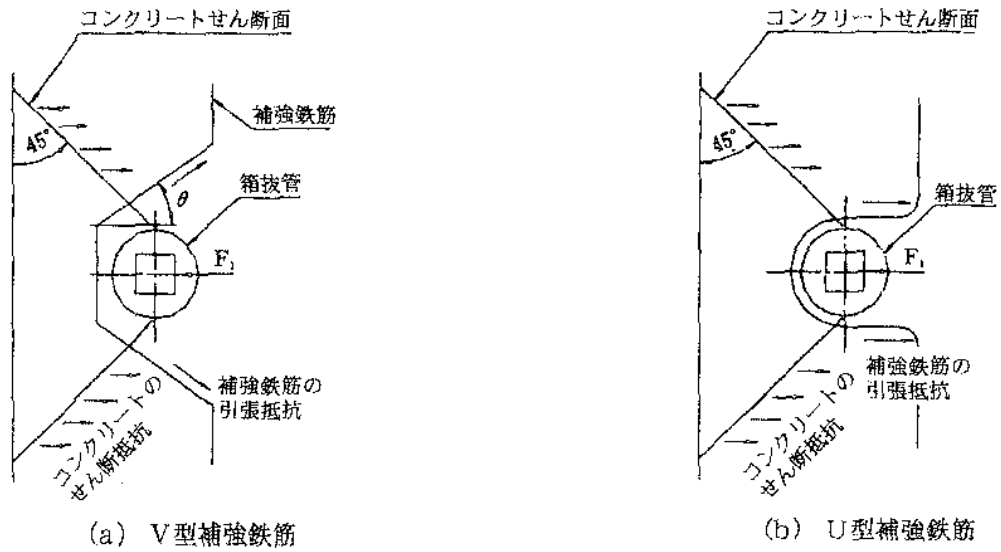 コンクリートせん断面
45°
補強鉄筋
θ
箱抜管
F₁
補強鉄筋の
引張抵抗
コンクリートの
せん断抵抗
(a) V型補強鉄筋
コンクリートせん断面
45°
箱抜管
F₁
補強鉄筋の
引張抵抗
コンクリートの
せん断抵抗
(b) U型補強鉄筋